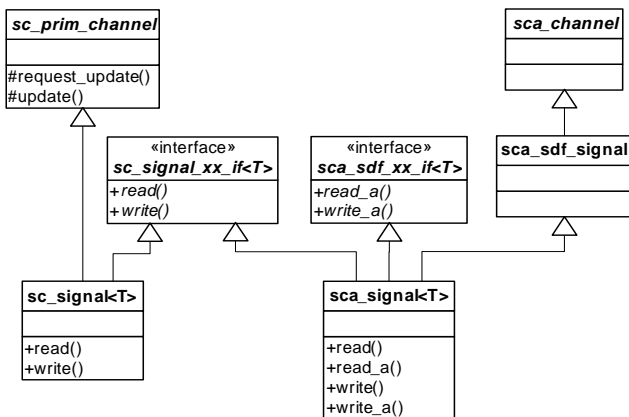 sc_prim_channel
#request_update()
#update()
sca_channel
«interface»
sc_signal_xx_if<T>
+read()
+write()
«interface»
sca_sdf_xx_if<T>
+read_a()
+write_a()
sca_sdf_signal
sc_signal<T>
+read()
+write()
sca_signal<T>
+read()
+read_a()
+write()
+write_a()